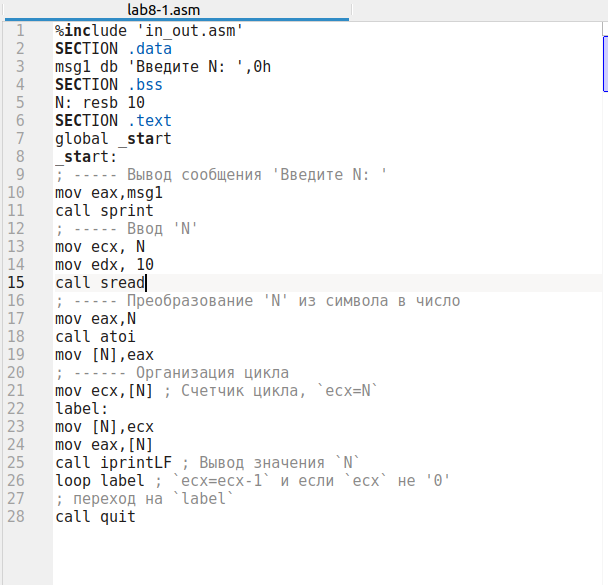 lab8-1.asm
1 %include 'in_out.asm'
2 SECTION .data
3 msg1 db 'Введите N: ',0h
4 SECTION .bss
5 N: resb 10
6 SECTION .text
7 global _start
8 _start:
9 ; ----- Вывод сообщения 'Введите N: '
10 mov eax,msg1
11 call sprint
12 ; ----- Ввод 'N'
13 mov ecx, N
14 mov edx, 10
15 call sread
16 ; ----- Преобразование 'N' из символа в число
17 mov eax,N
18 call atoi
19 mov [N],eax
20 ; ------ Организация цикла
21 mov ecx,[N] ; Счетчик цикла, `ecx=N`
22 label:
23 mov [N],ecx
24 mov eax,[N]
25 call iprintLF ; Вывод значения `N`
26 loop label ; `ecx=ecx-1` и если `ecx` не '0'
27 ; переход на `label`
28 call quit